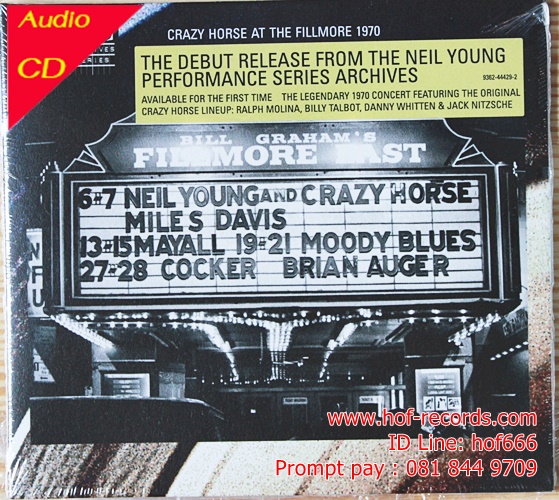 Audio
CD
ARCHIVES
SERIES
CRAZY HORSE AT THE FILLMORE 1970
THE DEBUT RELEASE FROM THE NEIL YOUNG
PERFORMANCE SERIES ARCHIVES
9362-44429-2
AVAILABLE FOR THE FIRST TIME THE LEGENDARY 1970 CONCERT FEATURING THE ORIGINAL
CRAZY HORSE LINEUP: RALPH MOLINA, BILLY TALBOT, DANNY WHITTEN & JACK NITZSCHE
BILL GRAHAM'S
FILLMORE EAST
6#7 NEIL YOUNG AND CRAZY HORSE
MILES DAVIS
13#15 MAYALL 19#21 MOODY BLUES
27#28 COCKER BRIAN AUGER
www.hof-records.com
ID Line: hof666
Prompt pay : 081 844 9709